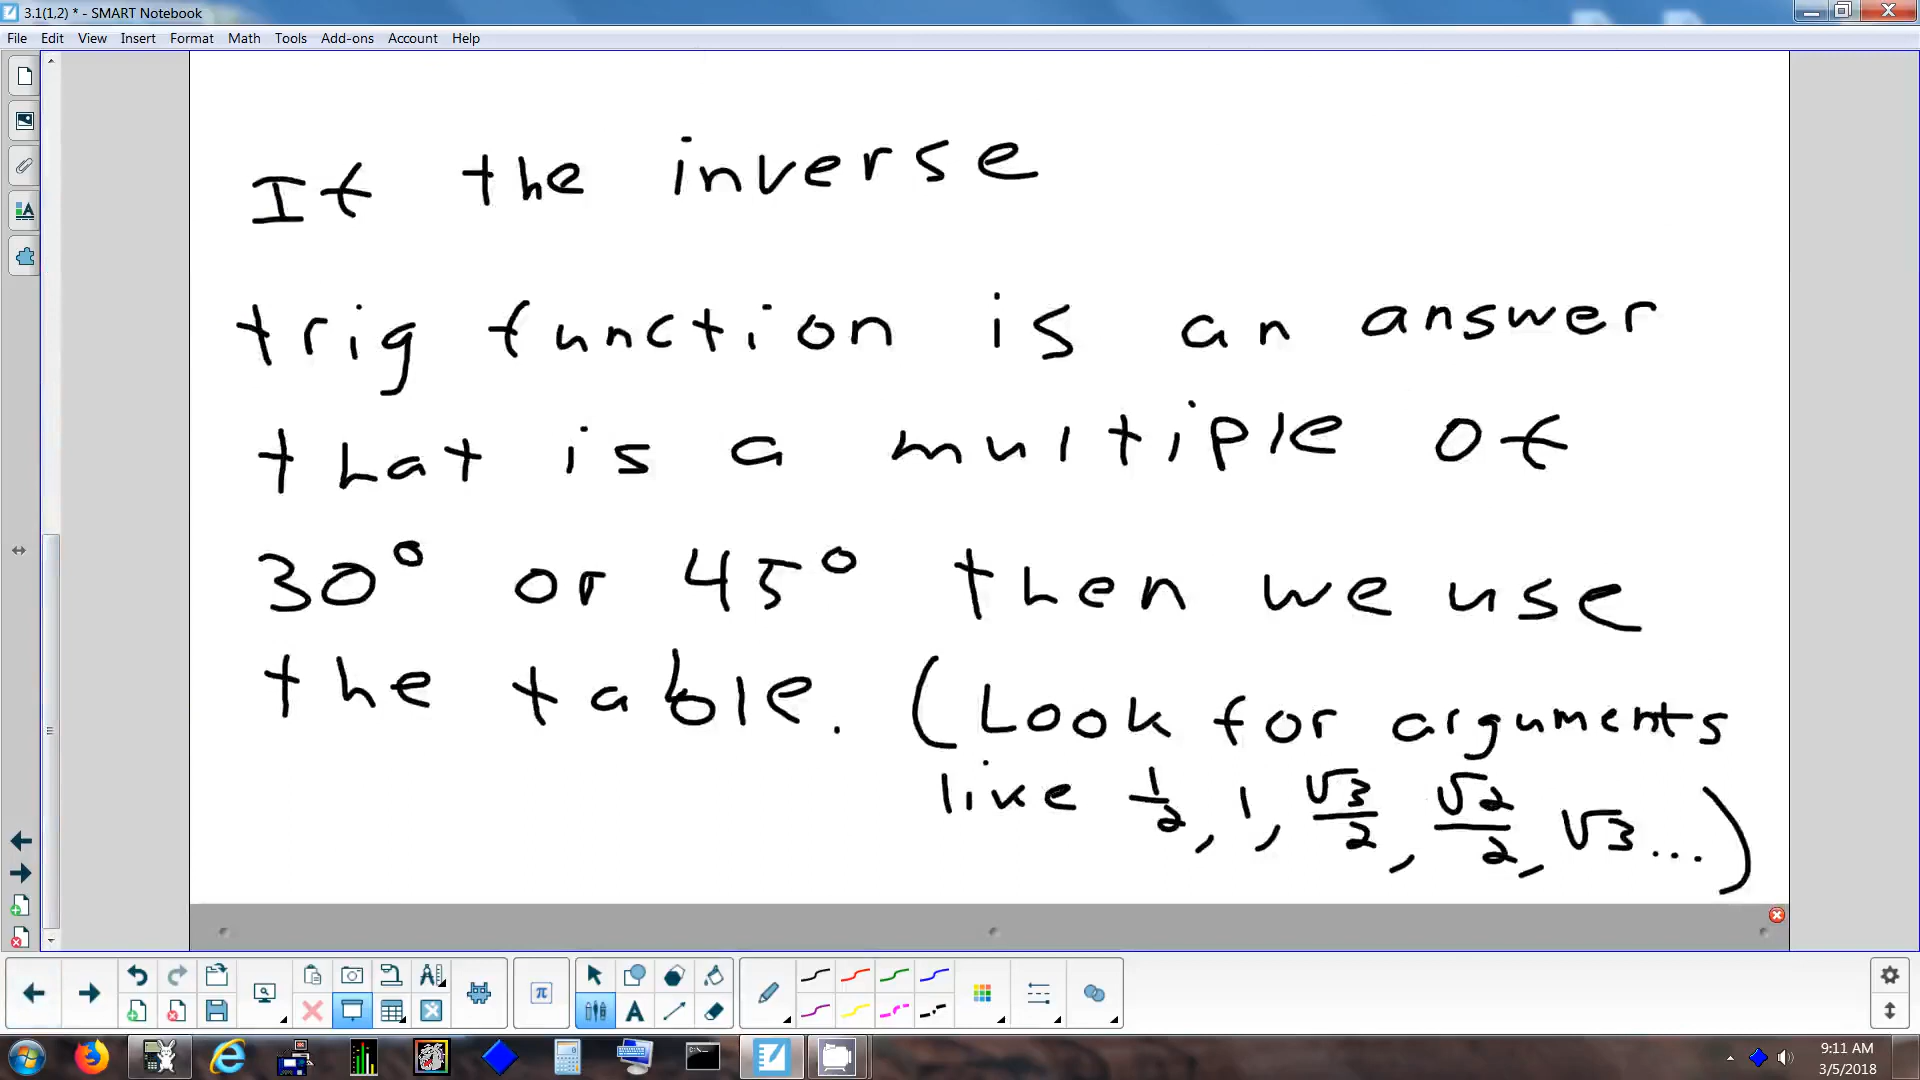 3.1(1,2) * - SMART Notebook
File Edit View Insert Format Math Tools Add-ons Account Help
If the inverse
trig function is an answer
that is a multiple of
30° or 45° then we use
the table. (Look for arguments
like 1/2, 1, √3/2, √2/2, √3...)
π
A
9:11 AM
3/5/2018